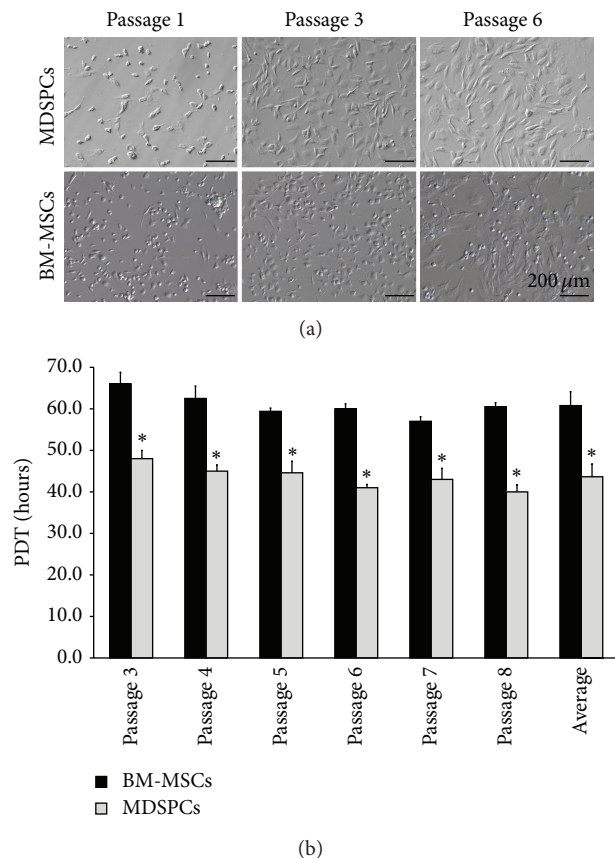 Passage 1 Passage 3 Passage 6
MDSPCs
BM-MSCs
200 μm
(a)
70.0
60.0
50.0
40.0
30.0
20.0
10.0
0.0
PDT (hours)
* * * * * * *
Passage 3
Passage 4
Passage 5
Passage 6
Passage 7
Passage 8
Average
BM-MSCs
MDSPCs
(b)